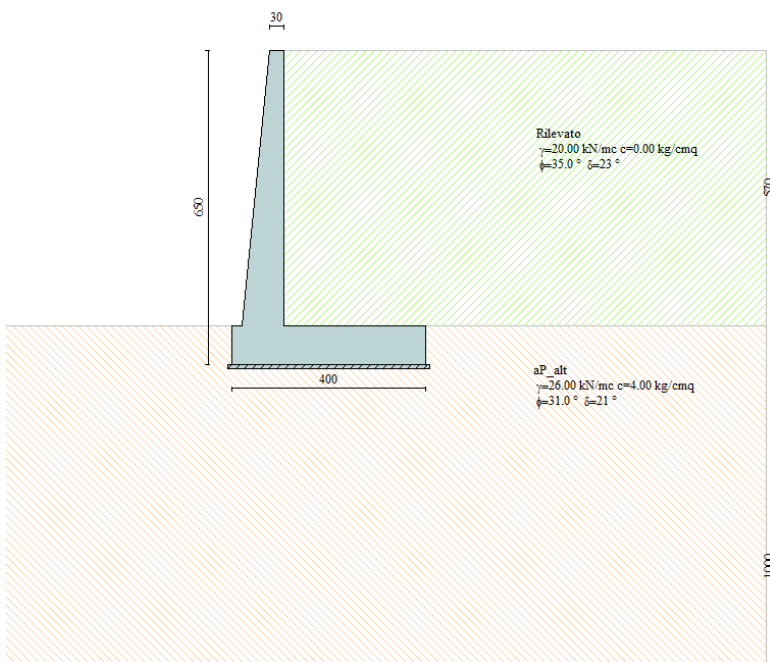 30
Rilevato
γ=20.00 kN/mc c=0.00 kg/cmq
ϕ=35.0 ° δ=23 °
570
650
aP_alt
γ=26.00 kN/mc c=4.00 kg/cmq
ϕ=31.0 ° δ=21 °
400
1000